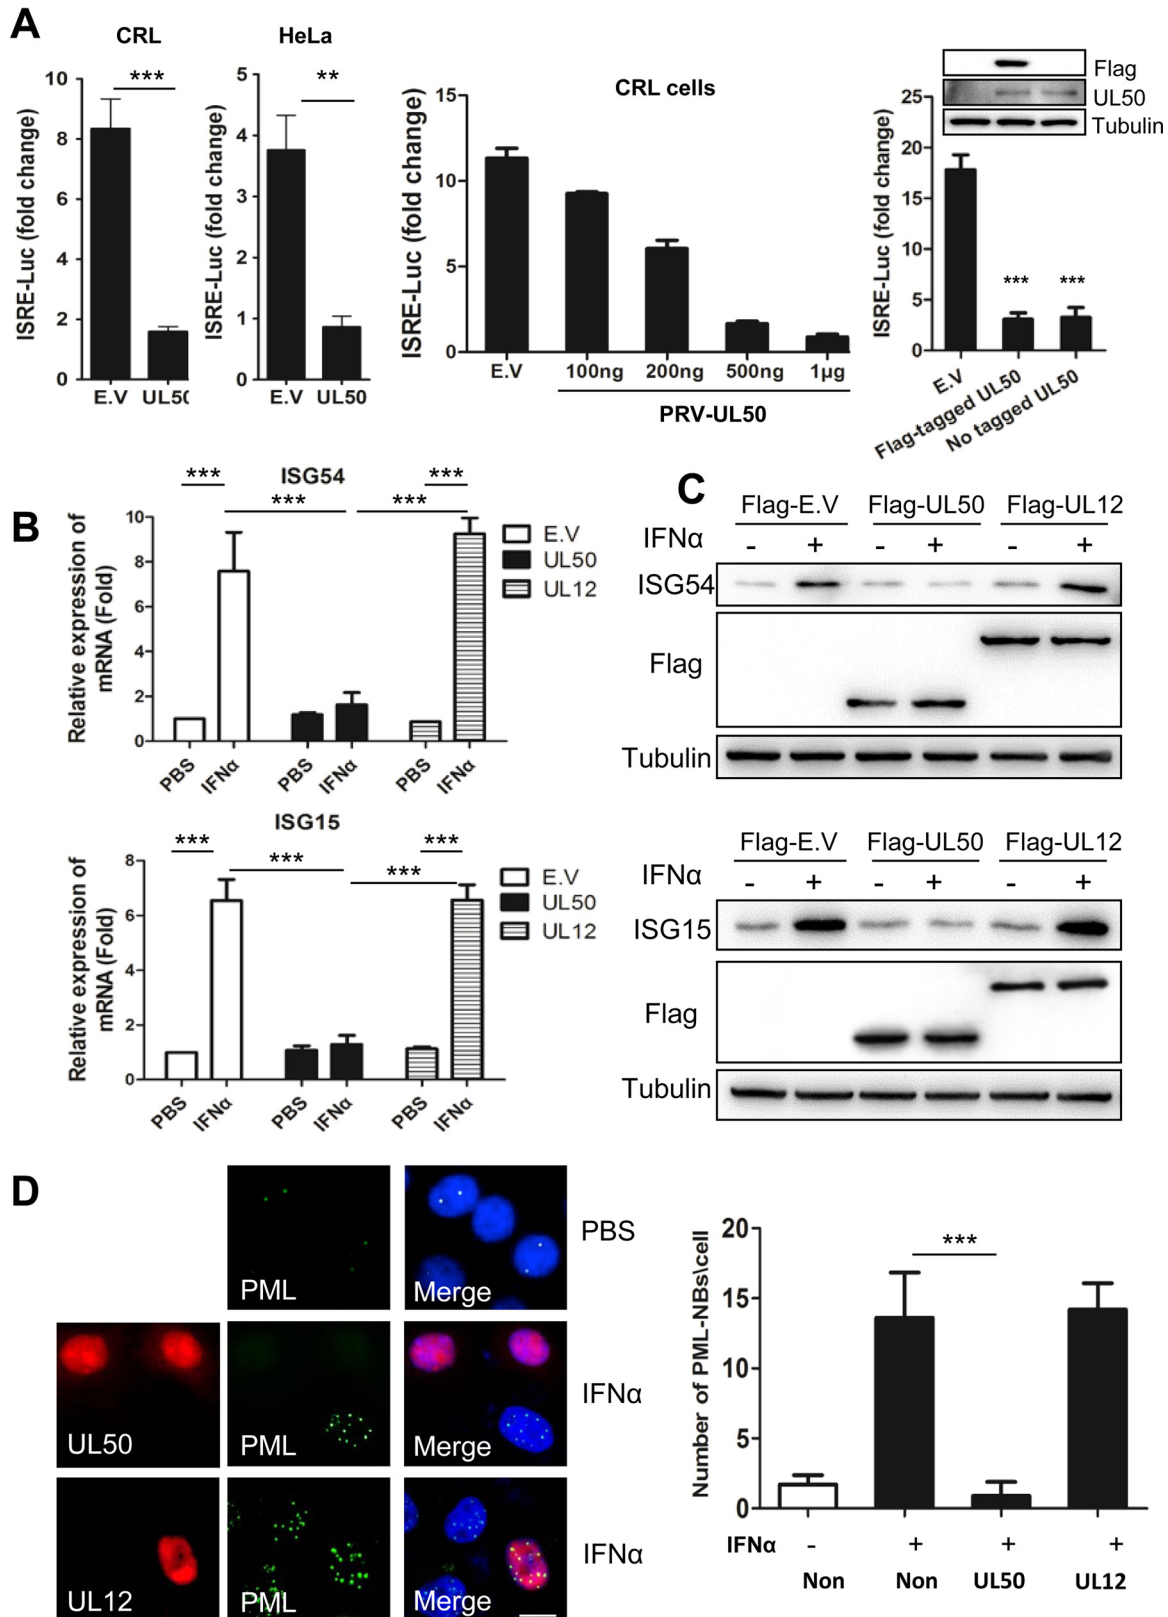 A
CRL
ISRE-Luc (fold change)
10
8
6
4
2
0
***
E.V UL50
HeLa
ISRE-Luc (fold change)
5
4
3
2
1
0
**
E.V UL50
CRL cells
ISRE-Luc (fold change)
15
10
5
0
E.V 100ng 200ng 500ng 1µg
PRV-UL50
Flag
UL50
Tubulin
ISRE-Luc (fold change)
25
20
15
10
5
0
*** ***
E.V
Flag-tagged UL50
No tagged UL50
B
ISG54
*** ***
*** ***
Relative expression of
mRNA (Fold)
10
8
6
4
2
0
E.V
UL50
UL12
PBS IFNα PBS IFNα PBS IFNα
ISG15
*** ***
*** ***
Relative expression of
mRNA (Fold)
8
6
4
2
0
E.V
UL50
UL12
PBS IFNα PBS IFNα PBS IFNα
C
Flag-E.V Flag-UL50 Flag-UL12
IFNα - + - + - +
ISG54
Flag
Tubulin
Flag-E.V Flag-UL50 Flag-UL12
IFNα - + - + - +
ISG15
Flag
Tubulin
D
PML Merge PBS
UL50 PML Merge IFNα
UL12 PML Merge IFNα
Number of PML-NBs\cell
20
15
10
5
0
***
IFNα - + + +
Non Non UL50 UL12